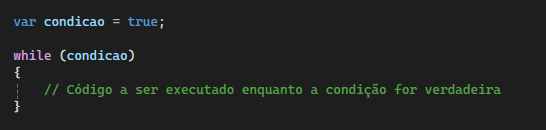 var condicao = true;
while (condicao)
{
// Código a ser executado enquanto a condição for verdadeira
}